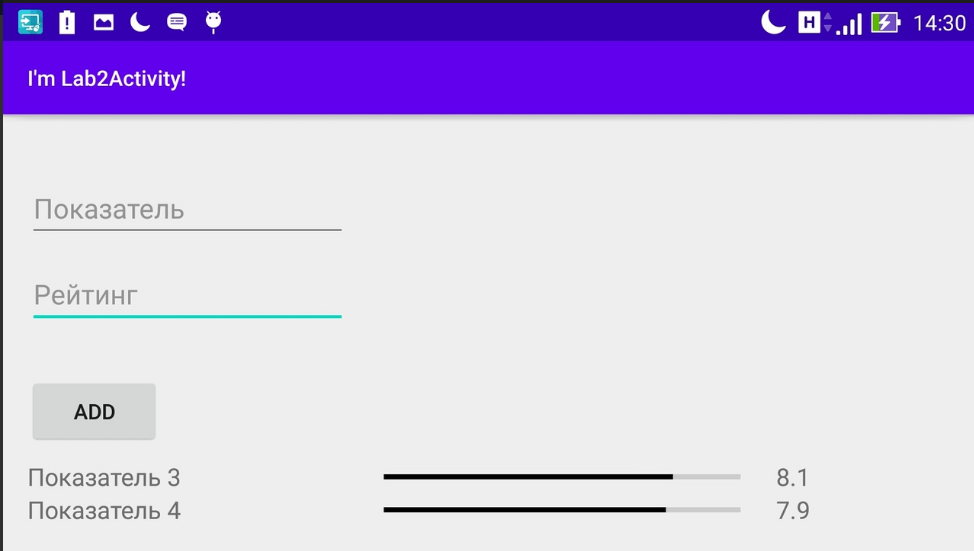 H 14:30
I'm Lab2Activity!
Показатель
Рейтинг
ADD
Показатель 3 8.1
Показатель 4 7.9